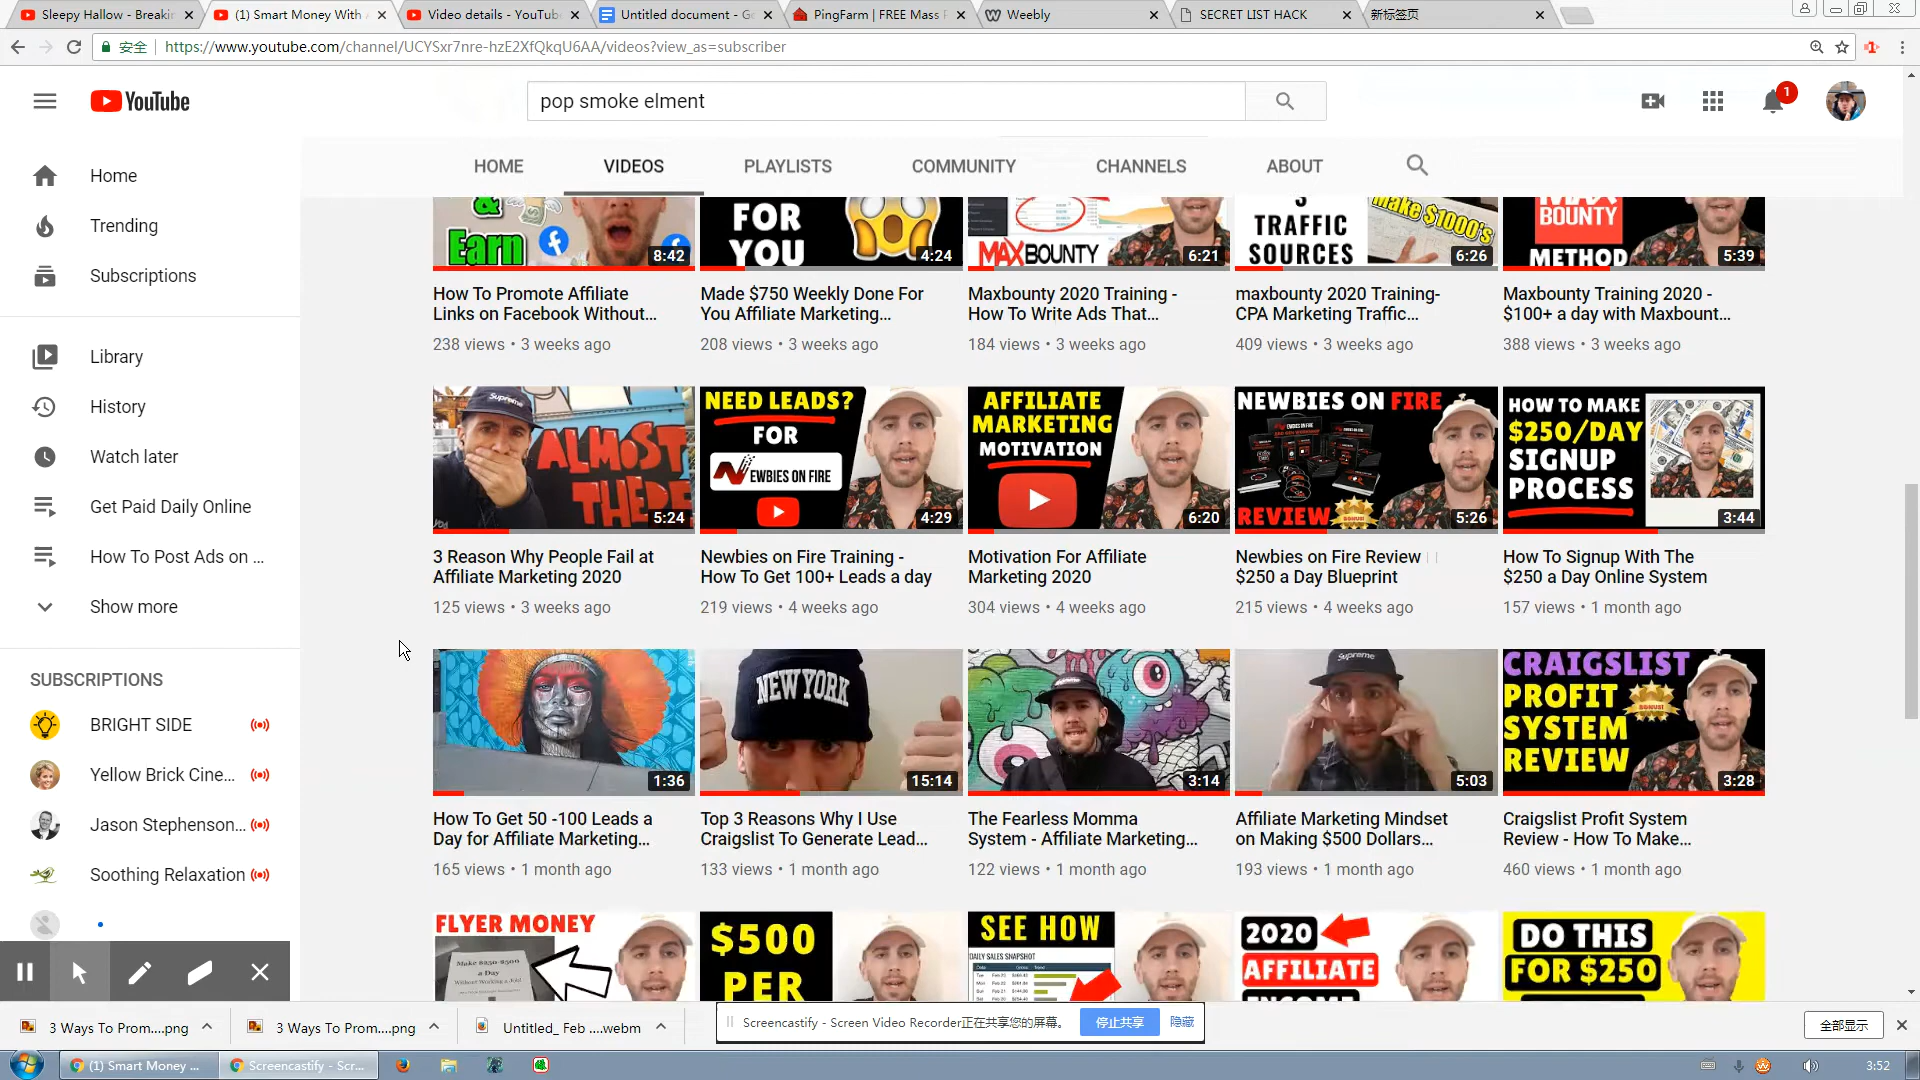 Sleepy Hallow - Breakin
(1) Smart Money With
Video details - YouTube
Untitled document - Go
PingFarm | FREE Mass P
Weebly
SECRET LIST HACK
新标签页
安全
https://www.youtube.com/channel/UCYSxr7nre-hzE2XfQkqU6AA/videos?view_as=subscriber
YouTube
pop smoke elment
1
HOME
VIDEOS
PLAYLISTS
COMMUNITY
CHANNELS
ABOUT
Home
Trending
Subscriptions
Library
History
Watch later
Get Paid Daily Online
How To Post Ads on ...
Show more
SUBSCRIPTIONS
BRIGHT SIDE
Yellow Brick Cine...
Jason Stephenson...
Soothing Relaxation
&
Earn
8:42
How To Promote Affiliate
Links on Facebook Without...
238 views • 3 weeks ago
FOR
YOU
4:24
Made $750 Weekly Done For
You Affiliate Marketing...
208 views • 3 weeks ago
MAXBOUNTY
6:21
Maxbounty 2020 Training -
How To Write Ads That...
184 views • 3 weeks ago
TRAFFIC
SOURCES
Make $1000's
6:26
maxbounty 2020 Training-
CPA Marketing Traffic...
409 views • 3 weeks ago
BOUNTY
METHOD
5:39
Maxbounty Training 2020 -
$100+ a day with Maxbount...
388 views • 3 weeks ago
Supreme
ALMOST
THERE
5:24
3 Reason Why People Fail at
Affiliate Marketing 2020
125 views • 3 weeks ago
NEED LEADS?
FOR
NEWBIES ON FIRE
4:29
Newbies on Fire Training -
How To Get 100+ Leads a day
219 views • 4 weeks ago
AFFILIATE
MARKETING
MOTIVATION
6:20
Motivation For Affiliate
Marketing 2020
304 views • 4 weeks ago
NEWBIES ON FIRE
REVIEW
BONUS!
5:26
Newbies on Fire Review | |
$250 a Day Blueprint
215 views • 4 weeks ago
HOW TO MAKE
$250/DAY
SIGNUP
PROCESS
3:44
How To Signup With The
$250 a Day Online System
157 views • 1 month ago
1:36
How To Get 50 -100 Leads a
Day for Affiliate Marketing...
165 views • 1 month ago
NEW YORK
15:14
Top 3 Reasons Why I Use
Craigslist To Generate Lead...
133 views • 1 month ago
3:14
The Fearless Momma
System - Affiliate Marketing...
122 views • 1 month ago
Supreme
5:03
Affiliate Marketing Mindset
on Making $500 Dollars...
193 views • 1 month ago
CRAIGSLIST
PROFIT
SYSTEM
REVIEW
BONUS!
3:28
Craigslist Profit System
Review - How To Make...
460 views • 1 month ago
FLYER MONEY
Make $250-$500
a Day
Without Working a Job!
$500
PER
SEE HOW
DAILY SALES SNAPSHOT
2020
AFFILIATE
INCOME
DO THIS
FOR $250
3 Ways To Prom....png
3 Ways To Prom....png
Untitled_ Feb ....webm
Screencastify - Screen Video Recorder正在共享您的屏幕。
停止共享
隐藏
全部显示
(1) Smart Money ...
Screencastify - Scr...
3:52